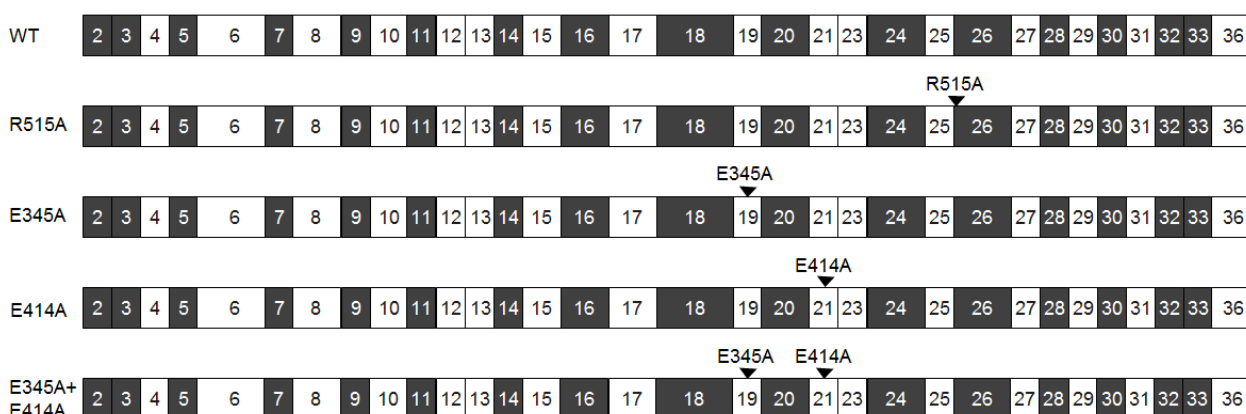 WT 2 3 4 5 6 7 8 9 10 11 12 13 14 15 16 17 18 19 20 21 23 24 25 26 27 28 29 30 31 32 33 36
R515A
R515A 2 3 4 5 6 7 8 9 10 11 12 13 14 15 16 17 18 19 20 21 23 24 25 26 27 28 29 30 31 32 33 36
E345A
E345A 2 3 4 5 6 7 8 9 10 11 12 13 14 15 16 17 18 19 20 21 23 24 25 26 27 28 29 30 31 32 33 36
E414A
E414A 2 3 4 5 6 7 8 9 10 11 12 13 14 15 16 17 18 19 20 21 23 24 25 26 27 28 29 30 31 32 33 36
E345A E414A
E345A+
E414A 2 3 4 5 6 7 8 9 10 11 12 13 14 15 16 17 18 19 20 21 23 24 25 26 27 28 29 30 31 32 33 36